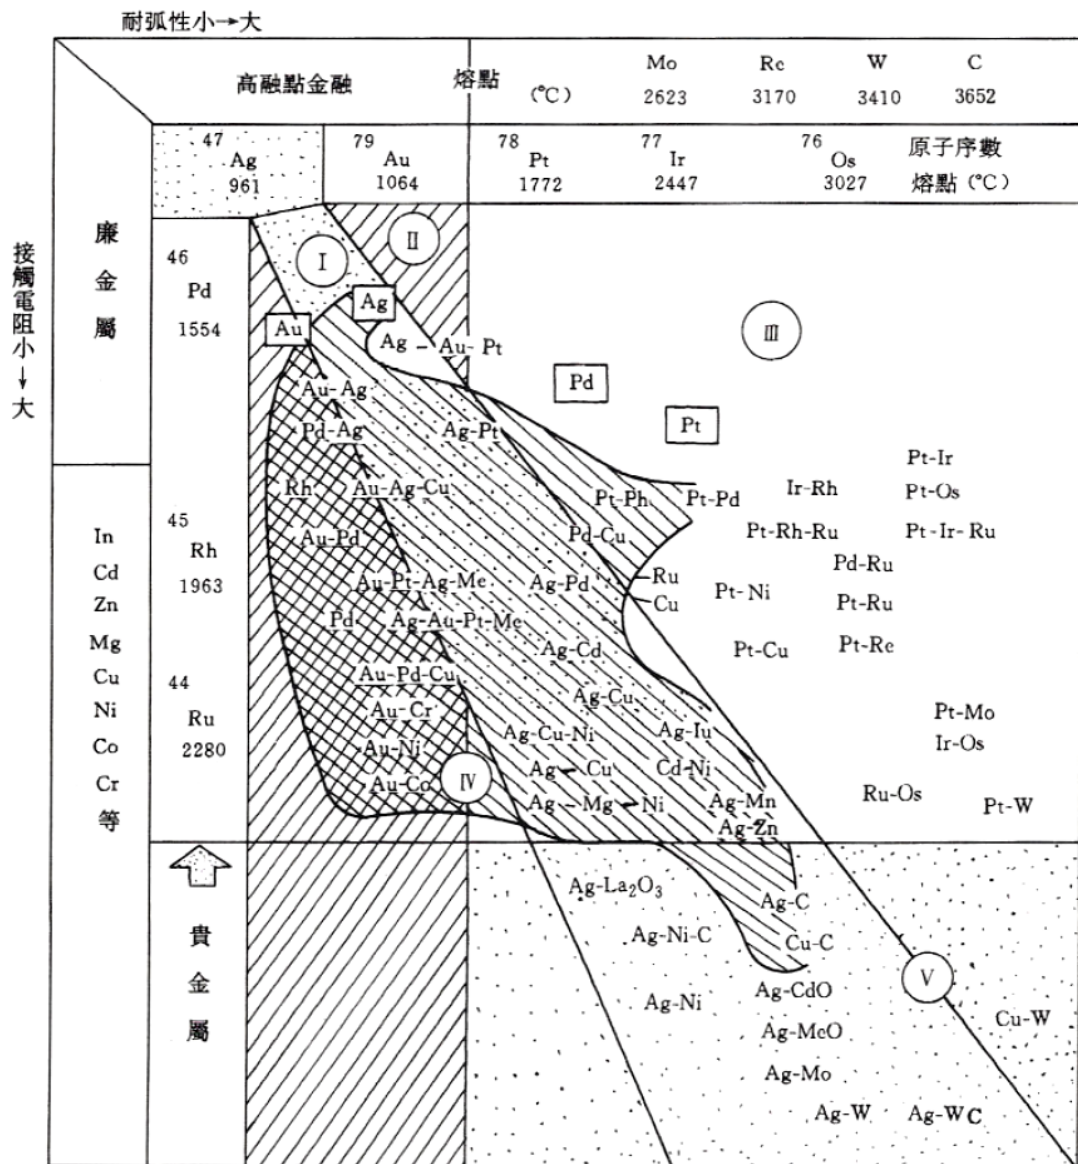 耐弧性小→大
高融點金融
熔點
(℃)
Mo
2623
Re
3170
W
3410
C
3652
47
Ag
961
79
Au
1064
78
Pt
1772
77
Ir
2447
76
Os
3027
原子序數
熔點(℃)
接觸電阻小→大
廉金屬
In
Cd
Zn
Mg
Cu
Ni
Co
Cr
等
46
Pd
1554
45
Rh
1963
44
Ru
2280
貴金屬
I
II
III
IV
V
Ag
Au
Ag – Au-Pt
Pd
Pt
Au-Ag
Pd-Ag
Ag-Pt
Pt-Ir
Rh
Au-Ag-Cu
Pt-Ph
Pt-Pd
Ir-Rh
Pt-Os
Au-Pd
Pd-Cu
Pt-Rh-Ru
Pt-Ir-Ru
Pd-Ru
Au-Pt-Ag-Me
Ag-Pd
Ru
Cu
Pt-Ni
Pt-Ru
Pd
Ag-Au-Pt-Me
Ag-Cd
Pt-Cu
Pt-Re
Au-Pd-Cu
Ag-Cu
Au-Cr
Ag-Cu-Ni
Ag-Iu
Pt-Mo
Au-Ni
Ag-Cu
Cd-Ni
Ir-Os
Au-Co
Ag-Mg-Ni
Ag-Mn
Ru-Os
Pt-W
Ag-Zn
Ag-La₂O₃
Ag-C
Ag-Ni-C
Cu-C
Ag-Ni
Ag-CdO
Cu-W
Ag-MeO
Ag-Mo
Ag-W
Ag-WC